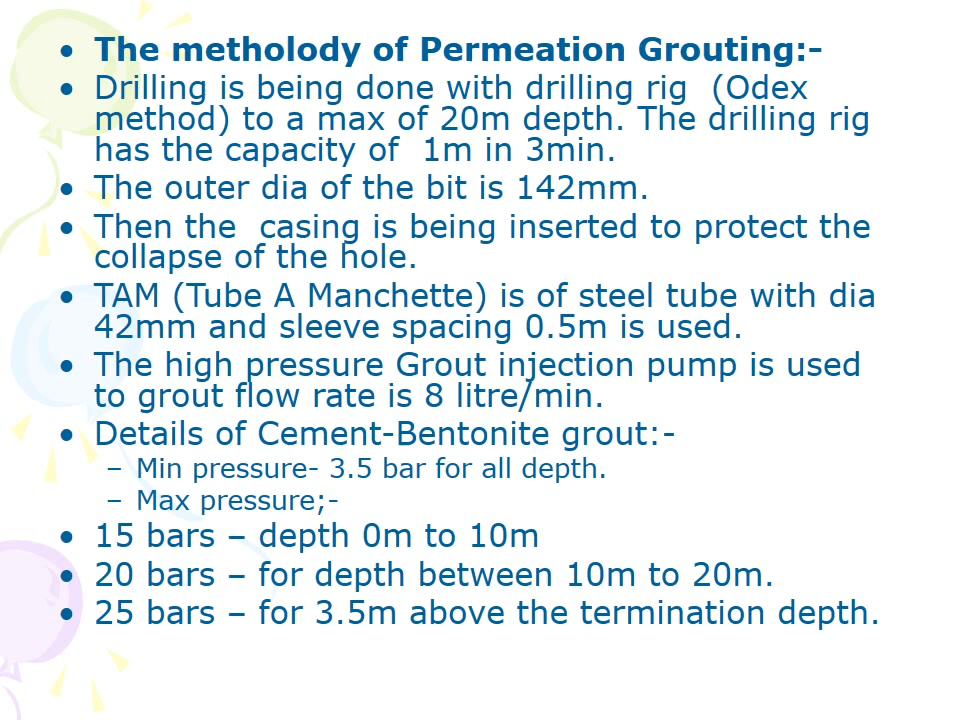 • The metholody of Permeation Grouting:-
• Drilling is being done with drilling rig  (Odex
method) to a max of 20m depth. The drilling rig
has the capacity of  1m in 3min.
• The outer dia of the bit is 142mm.
• Then the  casing is being inserted to protect the
collapse of the hole.
• TAM (Tube A Manchette) is of steel tube with dia
42mm and sleeve spacing 0.5m is used.
• The high pressure Grout injection pump is used
to grout flow rate is 8 litre/min.
• Details of Cement-Bentonite grout:-
– Min pressure- 3.5 bar for all depth.
– Max pressure;-
• 15 bars – depth 0m to 10m
• 20 bars – for depth between 10m to 20m.
• 25 bars – for 3.5m above the termination depth.